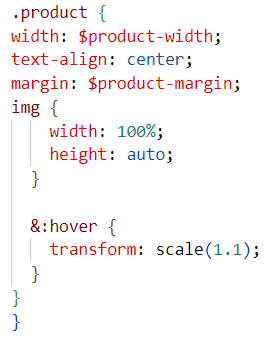 .product {
width: $product-width;
text-align: center;
margin: $product-margin;
img {
width: 100%;
height: auto;
}
&:hover {
transform: scale(1.1);
}
}
}